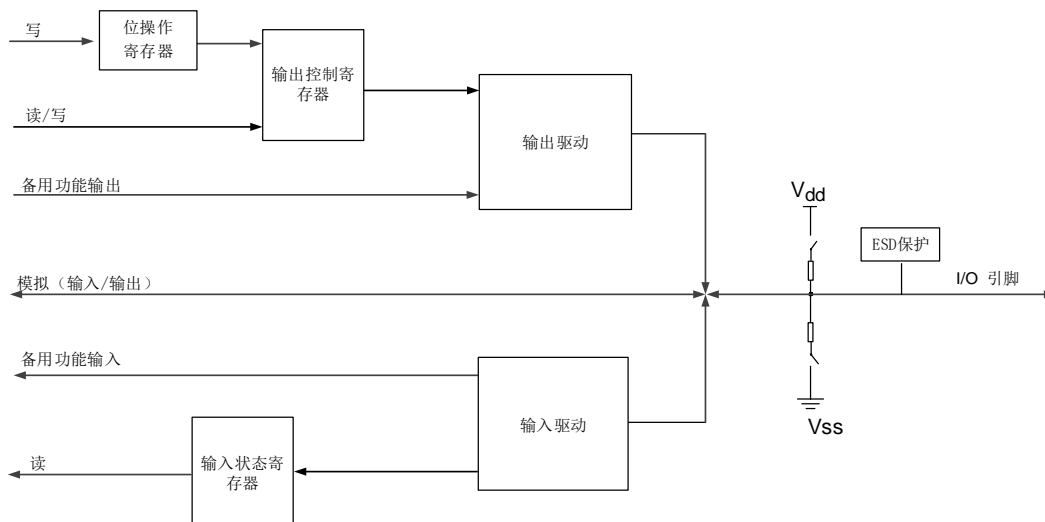 写
位操作
寄存器
输出控制寄
存器
读/写
输出驱动
备用功能输出
Vdd
ESD保护
模拟（输入/输出）
I/O 引脚
备用功能输入
输入驱动
Vss
读
输入状态寄
存器